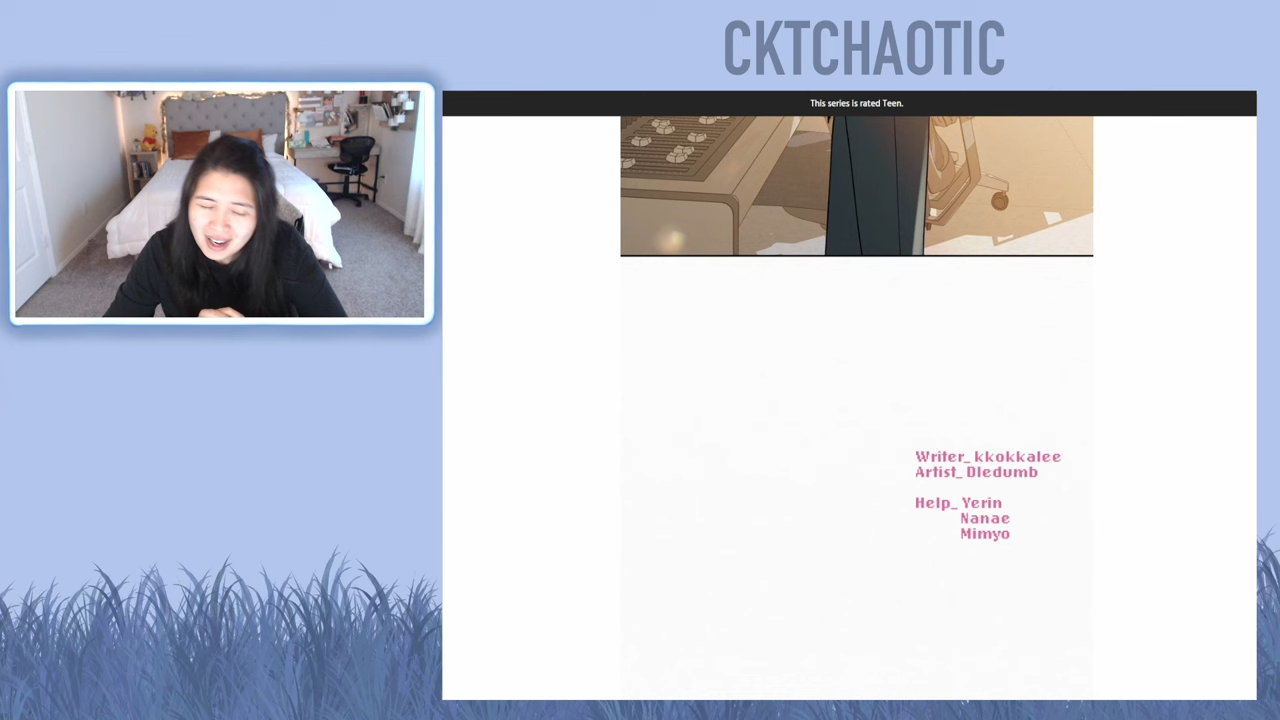 CKTCHAOTIC
This series is rated Teen.
Writer_ kkokkalee
Artist_ Dledumb
Help_ Yerin
Nanae
Mimyo